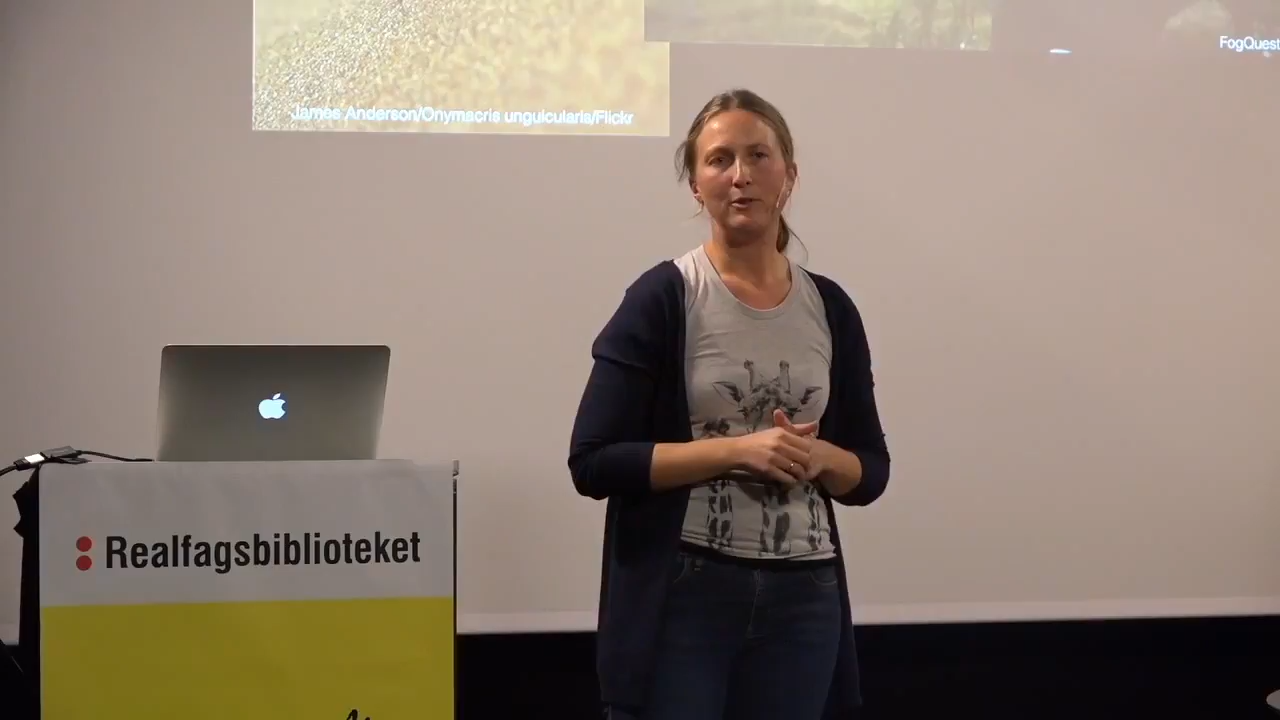 FogQuest
James Anderson/Onymacris unguicularis/Flickr
Realfagsbiblioteket